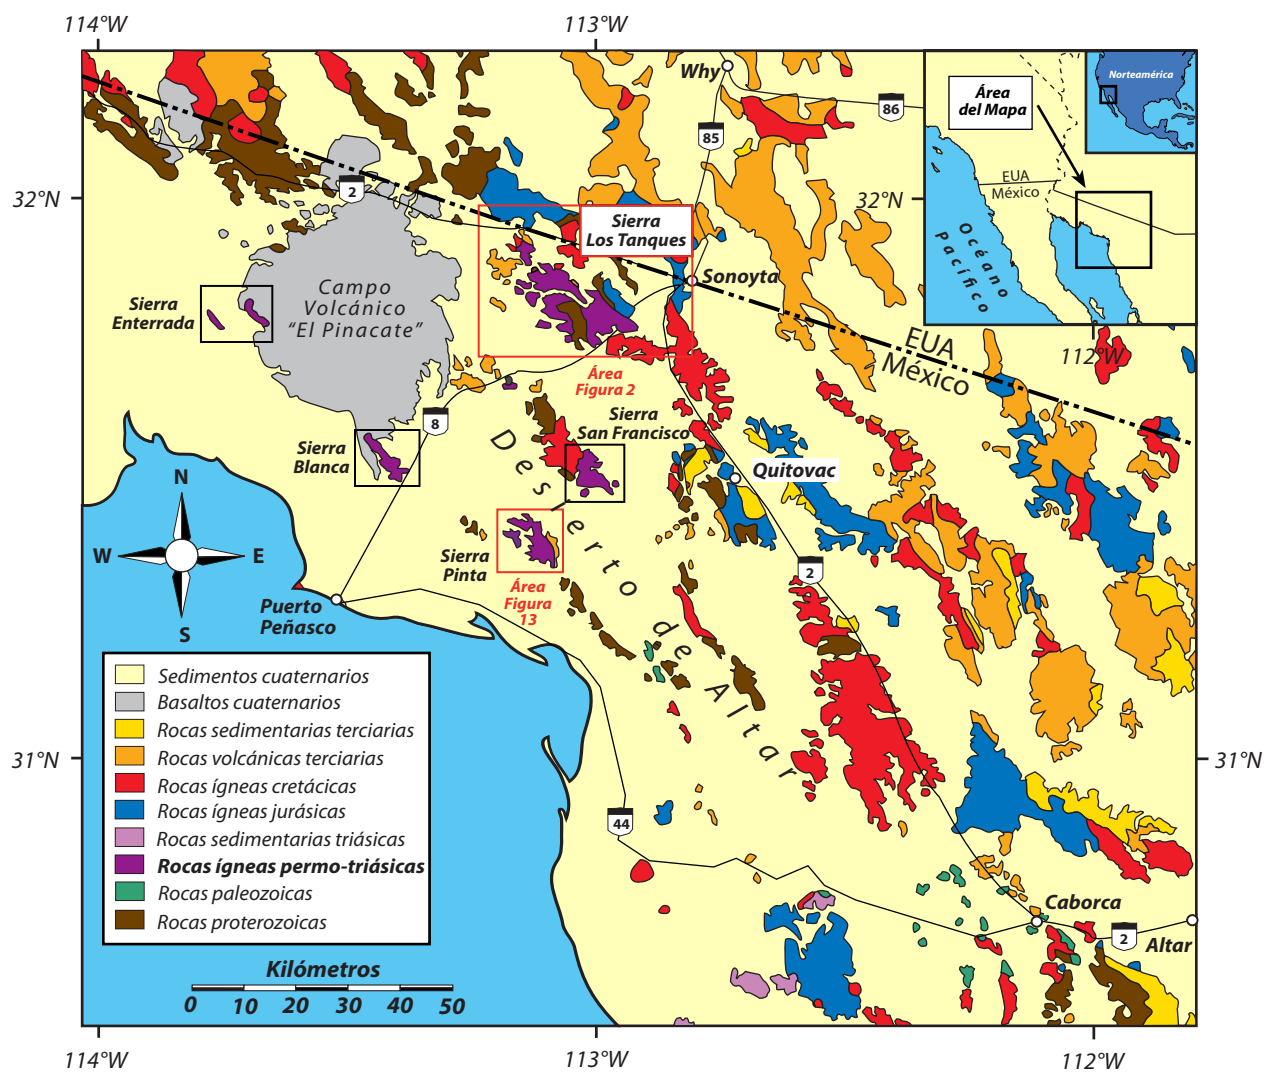 114°W
113°W
Why
86
85
Norteamérica
Área
del Mapa
EUA
México
Océano
Pacífico
2
32°N
32°N
Sierra
Los Tanques
Sonoyta
Campo
Volcánico
“El Pinacate”
Sierra
Enterrada
EUA
México
112°W
Área
Figura 2
8
Sierra
San Francisco
Sierra
Blanca
Quitovac
Desierto de Altar
N
W
E
S
Sierra
Pinta
Área
Figura
13
2
Puerto
Peñasco
Sedimentos cuaternarios
Basaltos cuaternarios
Rocas sedimentarias terciarias
Rocas volcánicas terciarias
Rocas ígneas cretácicas
Rocas ígneas jurásicas
Rocas sedimentarias triásicas
Rocas ígneas permo-triásicas
Rocas paleozoicas
Rocas proterozoicas
31°N
31°N
44
Caborca
2
Altar
Kilómetros
0 10 20 30 40 50
114°W
113°W
112°W